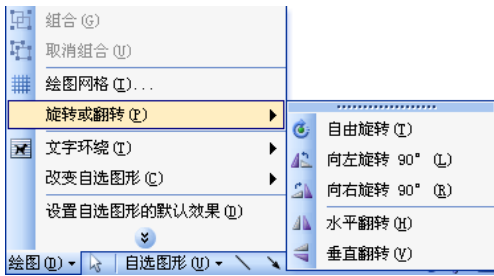 组合(G)
取消组合(U)
绘图网格(I)...
旋转或翻转(P)
文字环绕(T)
改变自选图形(C)
设置自选图形的默认效果(D)
绘图(D)
自选图形(U)
自由旋转(T)
向左旋转 90° (L)
向右旋转 90° (R)
水平翻转(H)
垂直翻转(V)